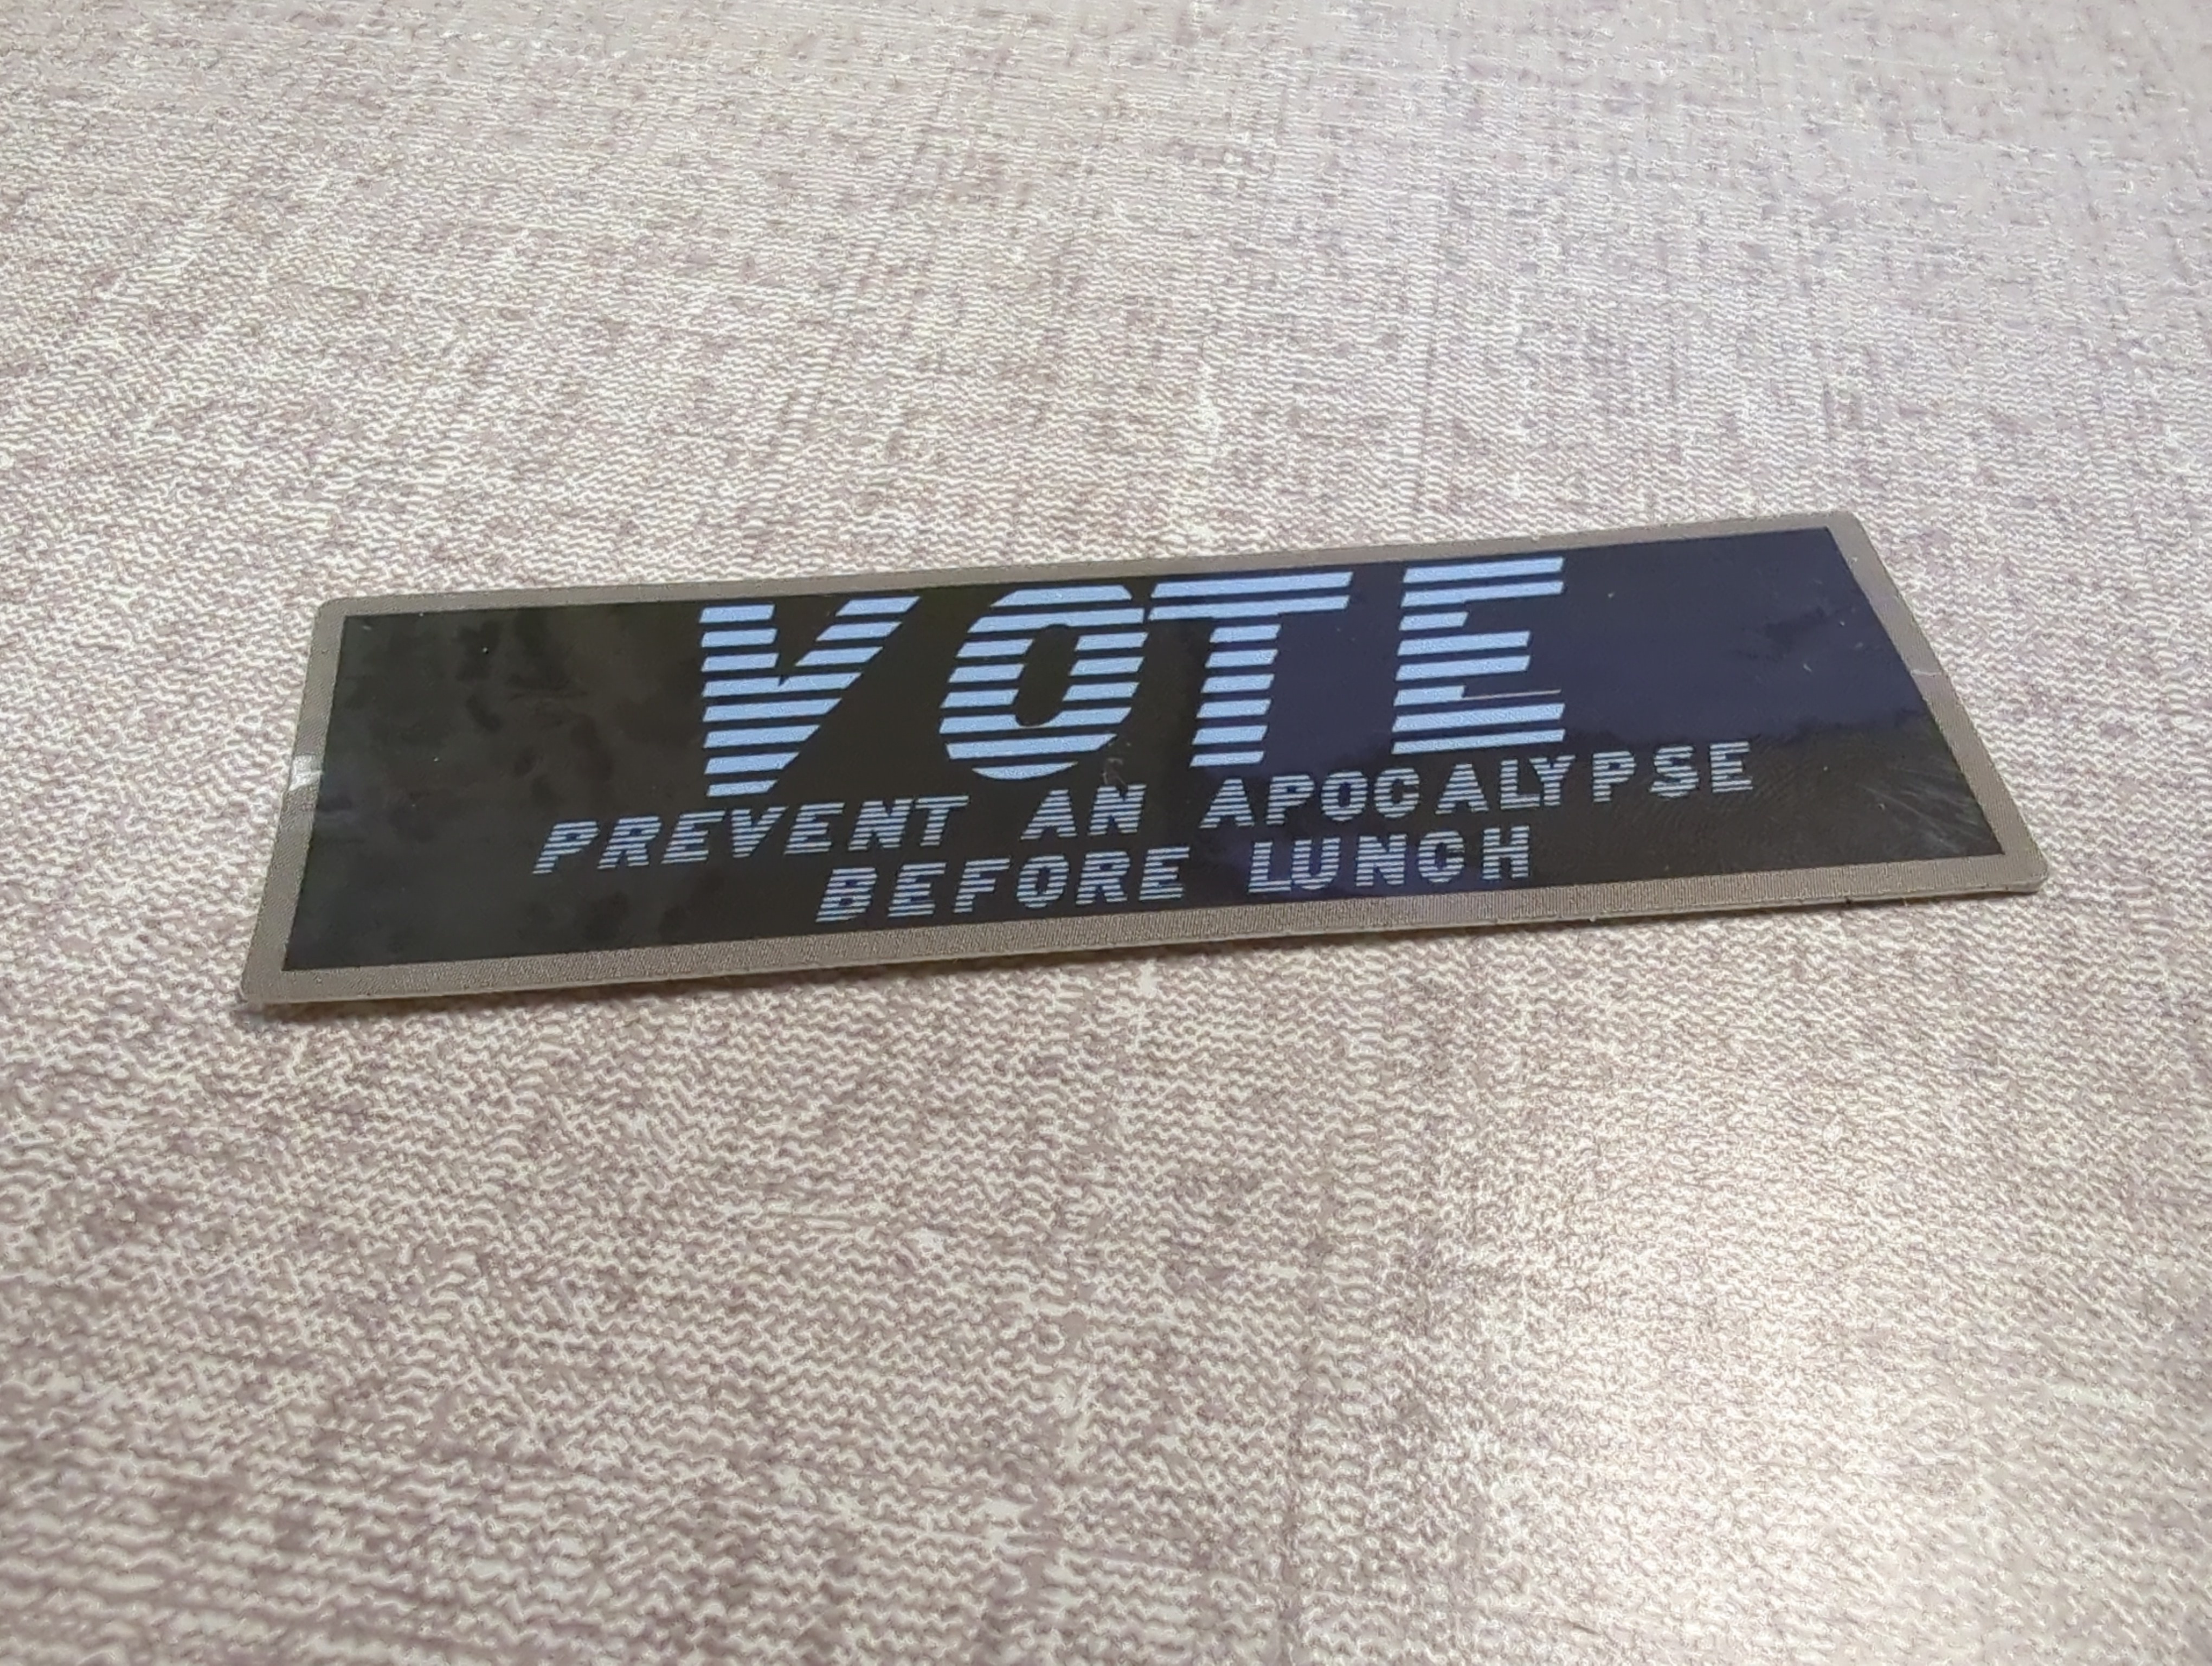 VOTE
PREVENT AN APOCALYPSE
BEFORE LUNCH